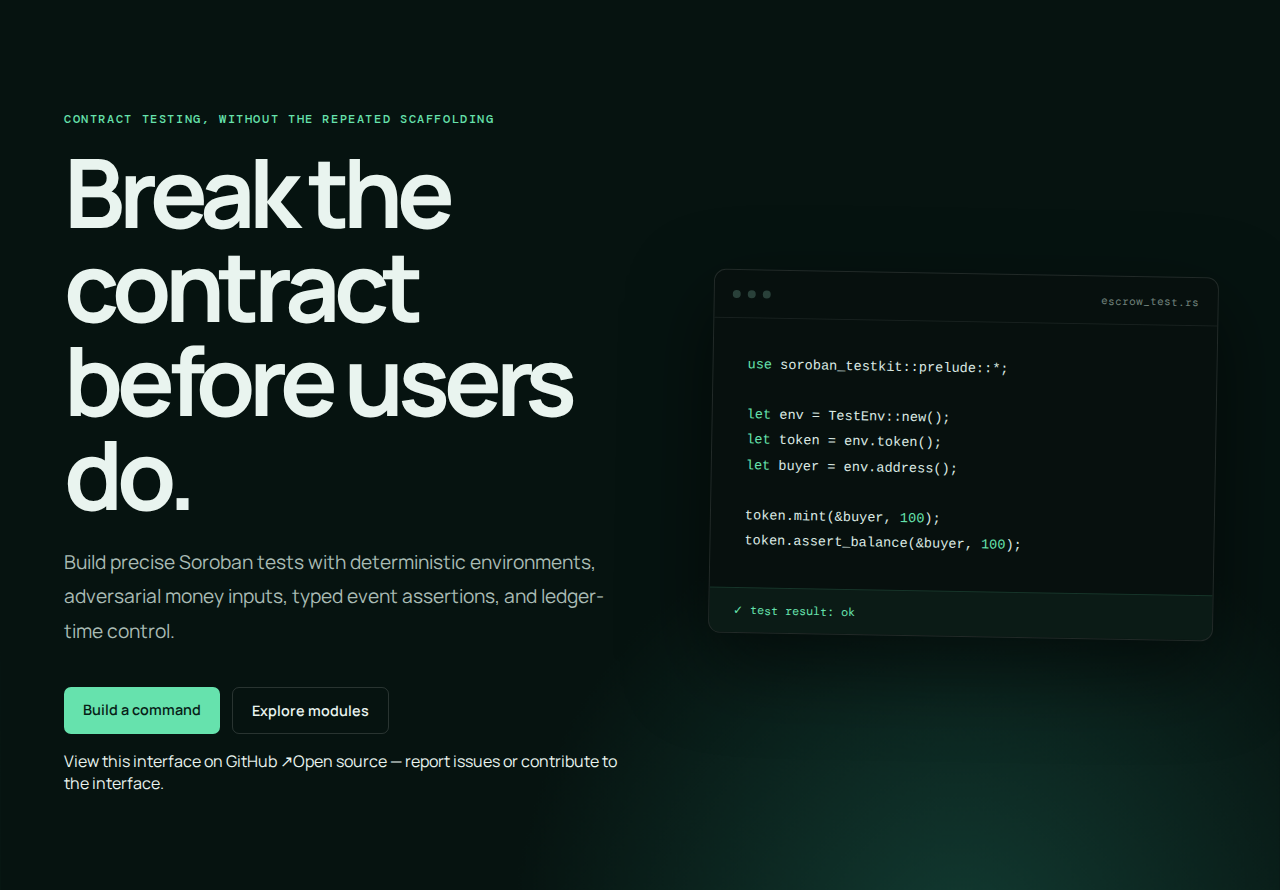 CONTRACT TESTING, WITHOUT THE REPEATED SCAFFOLDING
Break the
contract
before users
do.
Build precise Soroban tests with deterministic environments,
adversarial money inputs, typed event assertions, and ledger-
time control.
Build a command
Explore modules
View this interface on GitHub ↗Open source — report issues or contribute to
the interface.
escrow_test.rs
use soroban_testkit::prelude::*;
let env = TestEnv::new();
let token = env.token();
let buyer = env.address();
token.mint(&buyer, 100);
token.assert_balance(&buyer, 100);
✓ test result: ok